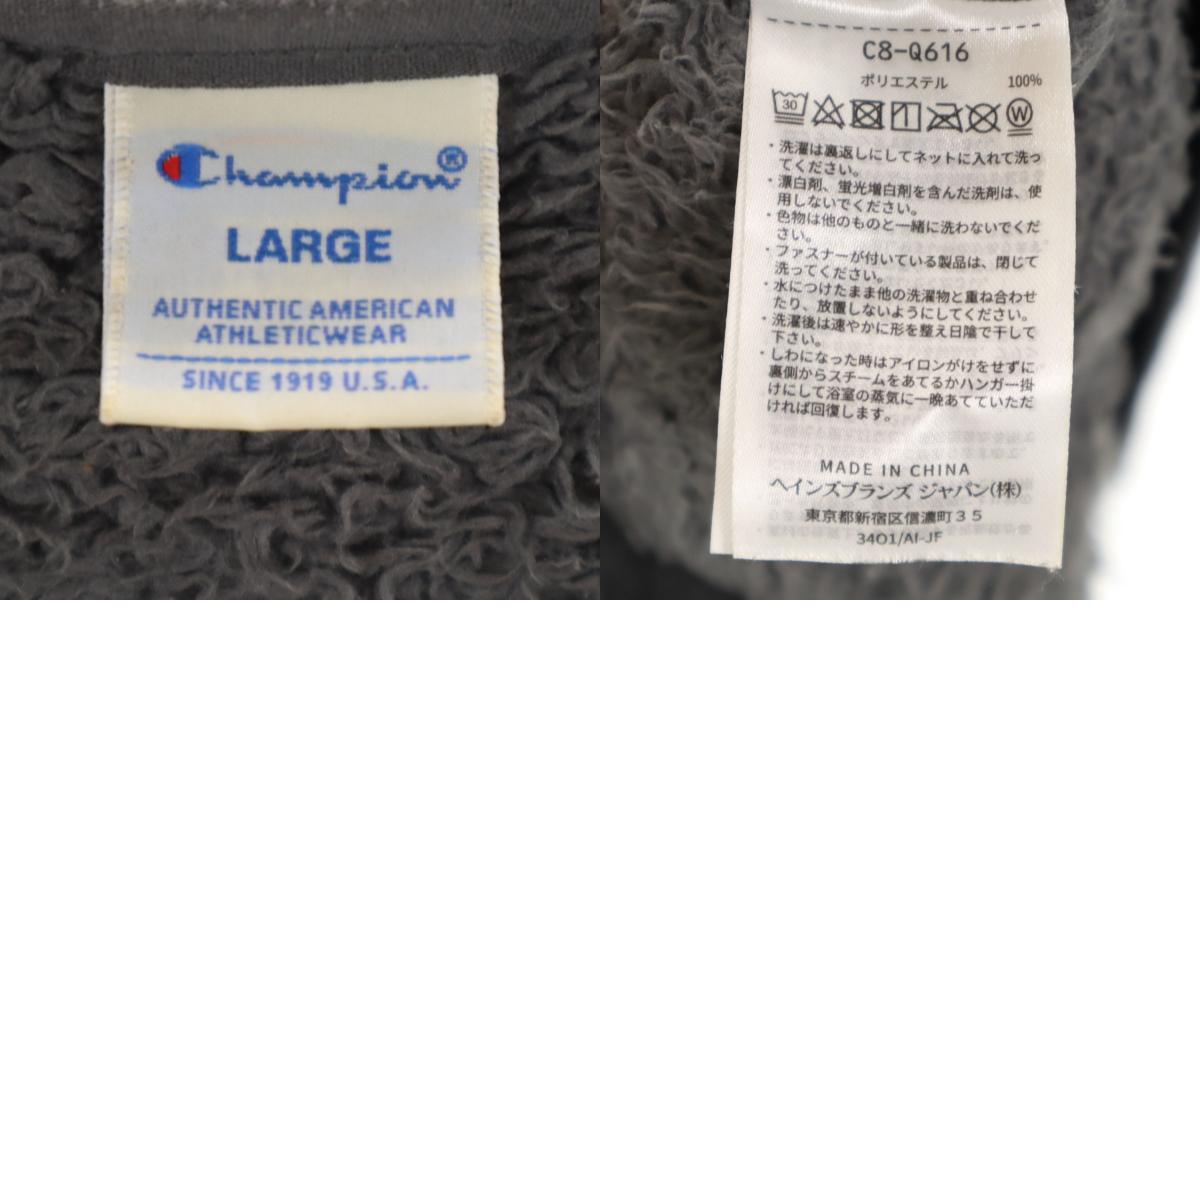 Champion®
LARGE
AUTHENTIC AMERICAN
ATHLETICWEAR
SINCE 1919 U.S.A.
C8-Q616
ポリエステル 100%
30 W
・洗濯は裏返しにしてネットに入れて洗っ
てください。
・漂白剤、蛍光増白剤を含んだ洗剤は、使
用しないでください。
・色物は他のものと一緒に洗わないでくだ
さい。
・ファスナーが付いている製品は、閉じて
洗ってください。
・水につけたまま他の洗濯物と重ね合わせ
たり、放置しないようにしてください。
・洗濯後は速やかに形を整え日陰で干して
下さい。
・しわになった時はアイロンがけをせずに
裏側からスチームをあてるかハンガー掛
けにして浴室の蒸気に一晩あてていただ
ければ回復します。
MADE IN CHINA
ヘインズブランズ ジャパン(株)
東京都新宿区信濃町35
3401/AI-JF